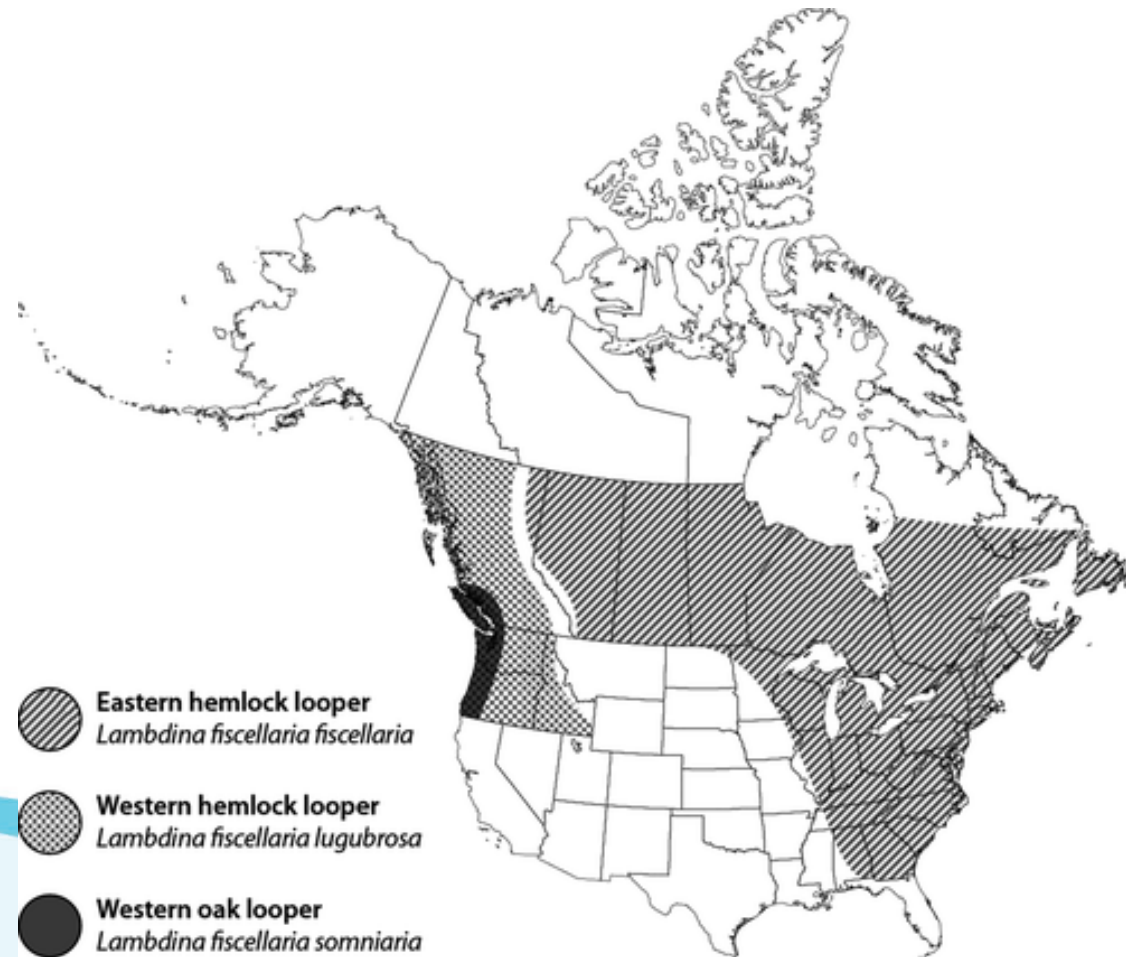 Eastern hemlock looper
Lambdina fiscellaria fiscellaria
Western hemlock looper
Lambdina fiscellaria lugubrosa
Western oak looper
Lambdina fiscellaria somniaria